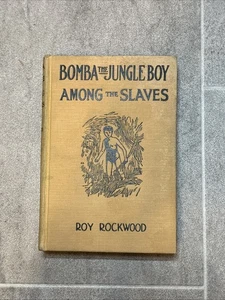 BOMBA THE JUNGLE BOY
AMONG THE SLAVES
ROY ROCKWOOD